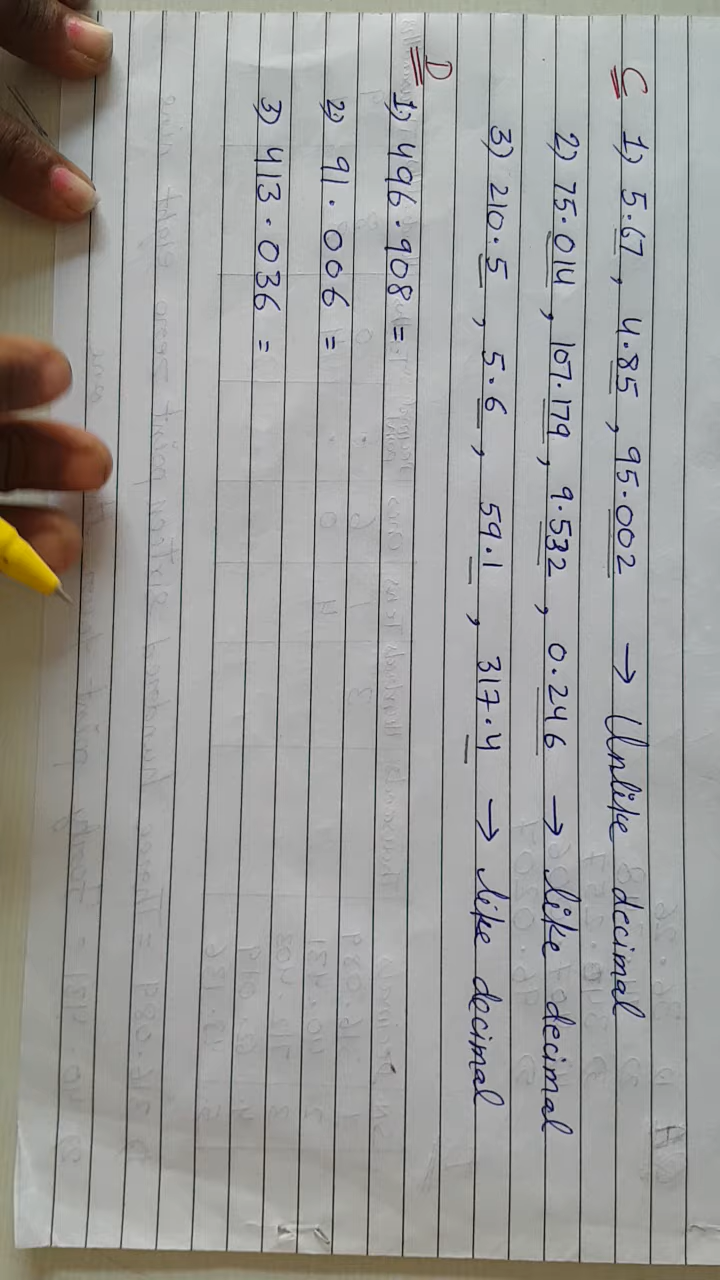 C 1) 5.67 , 4.85 , 95.002 → Unlike decimal
2) 75.014 , 107.179 , 9.532 , 0.246 → like decimal
3) 210.5 , 5.6 , 59.1 , 317.4 → like decimal
D
1) 496.908 =
2) 91.006 =
3) 413.036 =